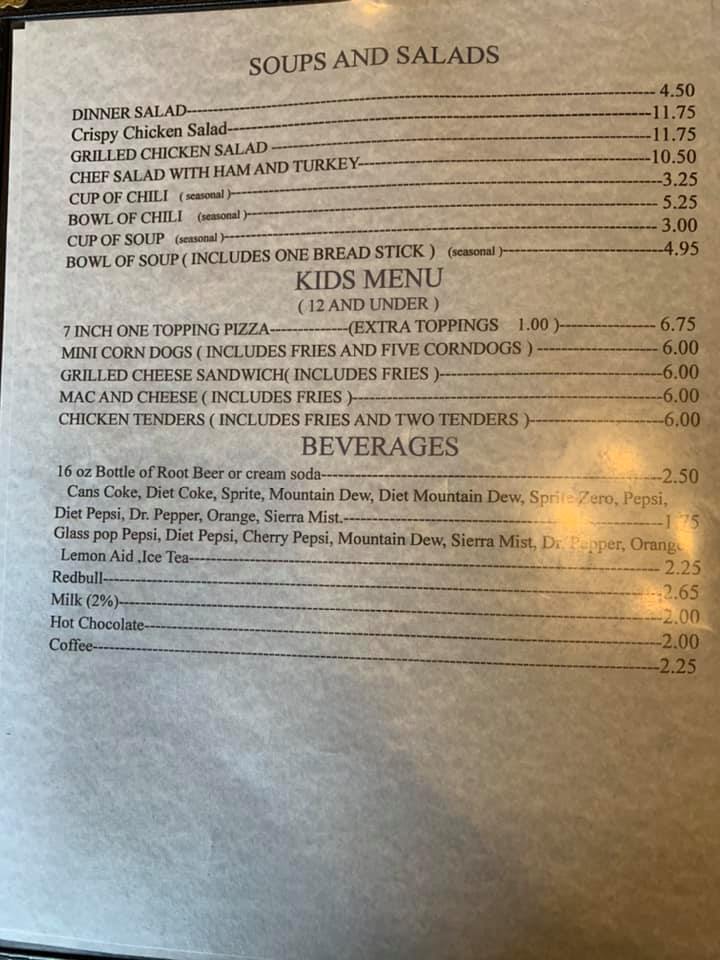 SOUPS AND SALADS
DINNER SALAD 4.50
Crispy Chicken Salad 11.75
GRILLED CHICKEN SALAD 11.75
CHEF SALAD WITH HAM AND TURKEY 10.50
CUP OF CHILI ( seasonal ) 3.25
BOWL OF CHILI (seasonal ) 5.25
CUP OF SOUP (seasonal ) 3.00
BOWL OF SOUP ( INCLUDES ONE BREAD STICK ) (seasonal ) 4.95
KIDS MENU
( 12 AND UNDER )
7 INCH ONE TOPPING PIZZA-------------(EXTRA TOPPINGS 1.00 ) 6.75
MINI CORN DOGS ( INCLUDES FRIES AND FIVE CORNDOGS ) 6.00
GRILLED CHEESE SANDWICH( INCLUDES FRIES ) 6.00
MAC AND CHEESE ( INCLUDES FRIES ) 6.00
CHICKEN TENDERS ( INCLUDES FRIES AND TWO TENDERS ) 6.00
BEVERAGES
16 oz Bottle of Root Beer or cream soda 2.50
Cans Coke, Diet Coke, Sprite, Mountain Dew, Diet Mountain Dew, Sprite Zero, Pepsi,
Diet Pepsi, Dr. Pepper, Orange, Sierra Mist. 1.75
Glass pop Pepsi, Diet Pepsi, Cherry Pepsi, Mountain Dew, Sierra Mist, Dr. Pepper, Orange
Lemon Aid ,Ice Tea 2.25
Redbull 2.65
Milk (2%) 2.00
Hot Chocolate 2.00
Coffee 2.25